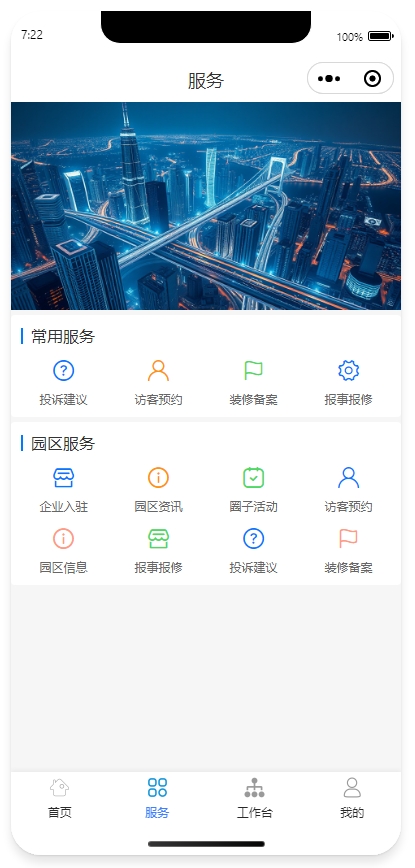 7:22
100%
服务
常用服务
投诉建议 访客预约 装修备案 报事报修
园区服务
企业入驻 园区资讯 圈子活动 访客预约
园区信息 报事报修 投诉建议 装修备案
首页 服务 工作台 我的